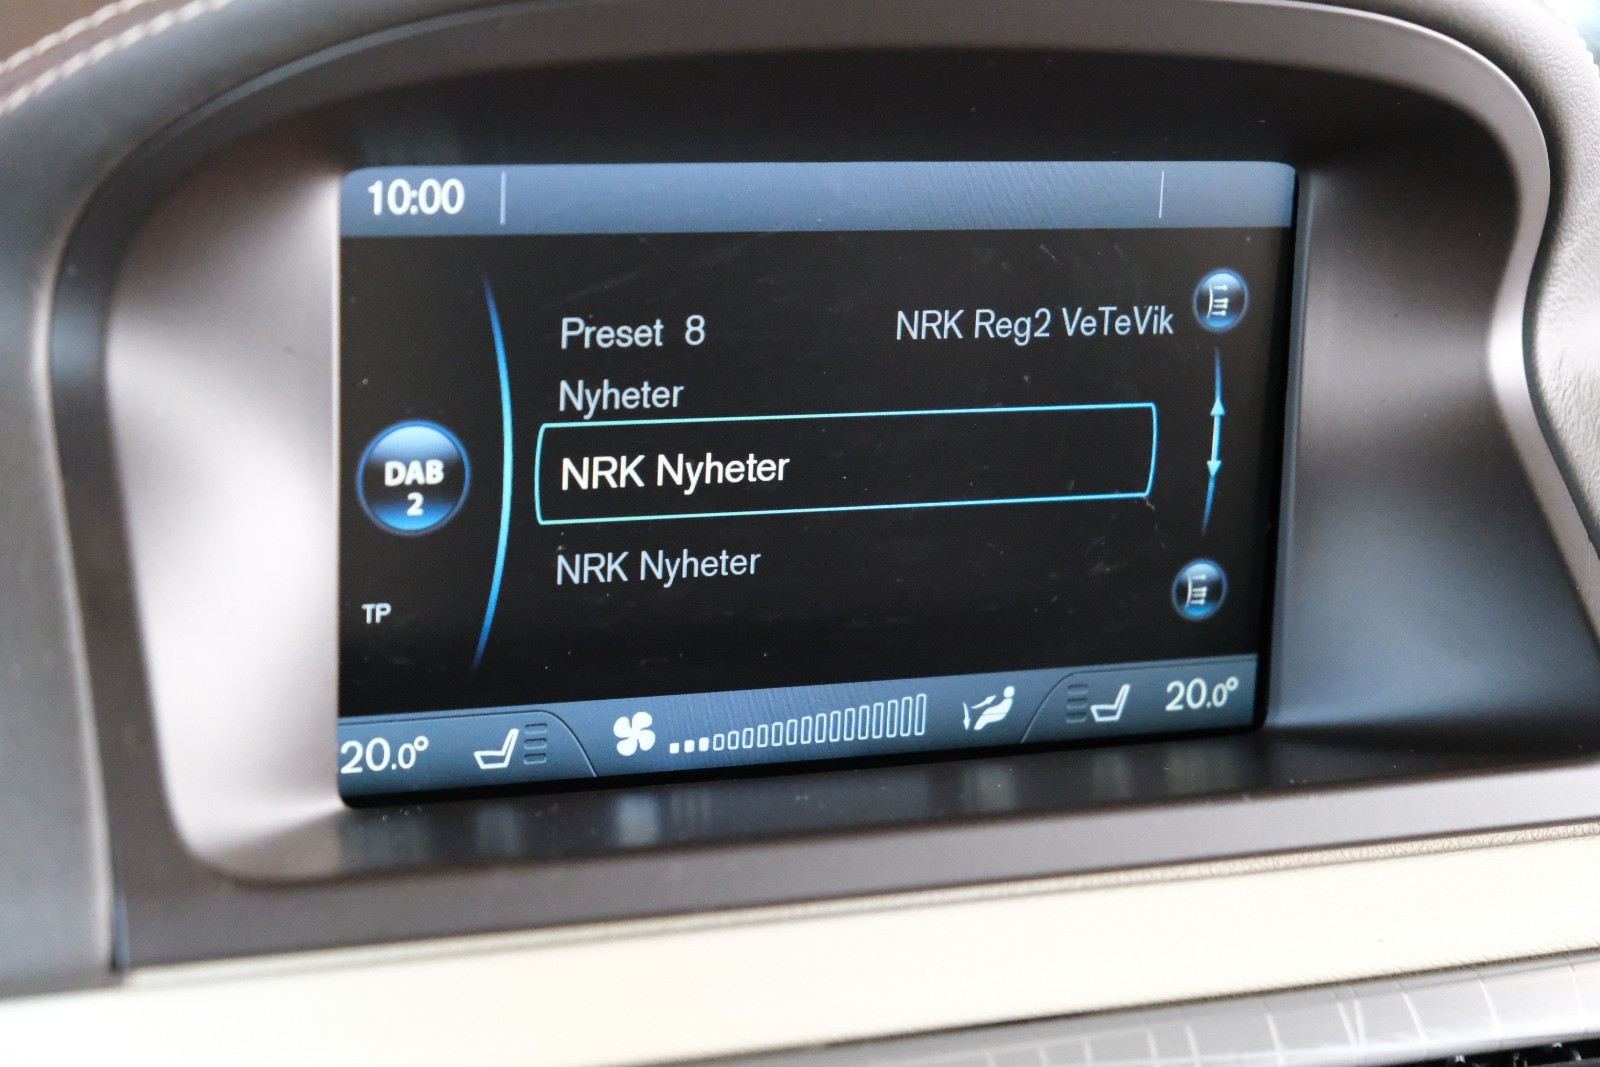 10:00
Preset 8 NRK Reg2 VeTeVik
Nyheter
NRK Nyheter
DAB
2
NRK Nyheter
TP
20.0° 20.0°